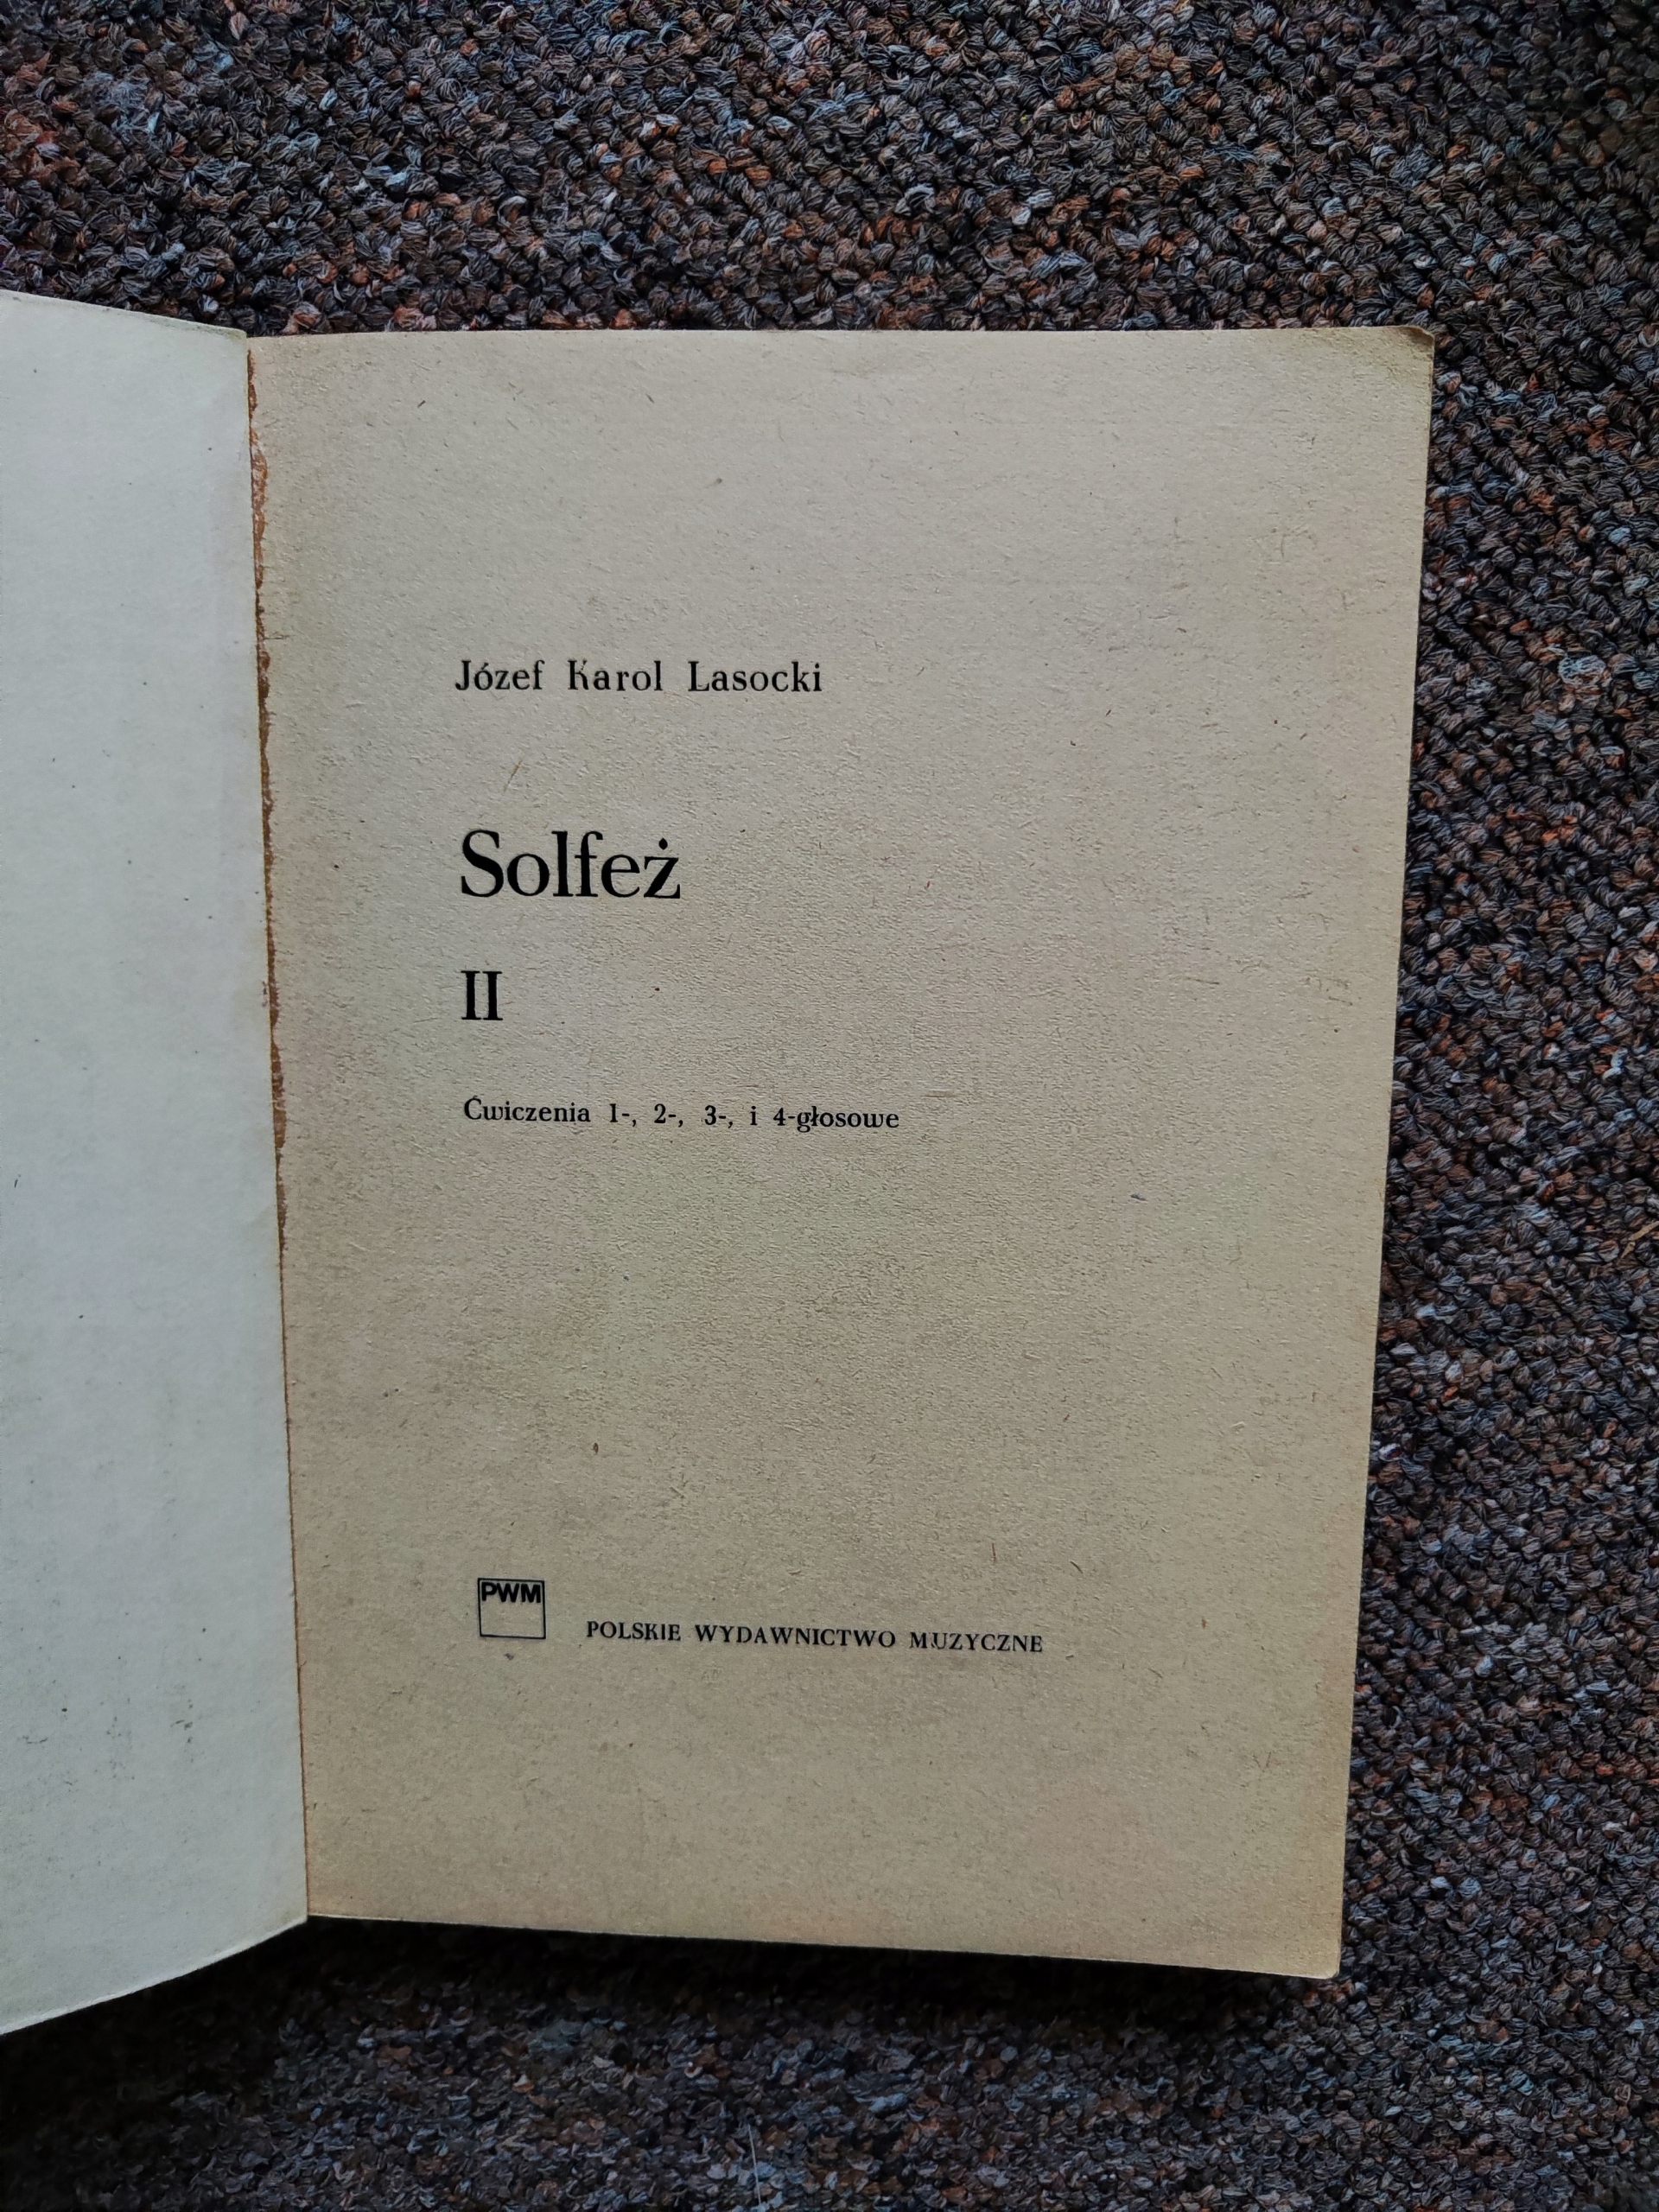 Józef Karol Lasocki
Solfeż
II
Ćwiczenia 1-, 2-, 3-, i 4-głosowe
PWM
POLSKIE WYDAWNICTWO MUZYCZNE